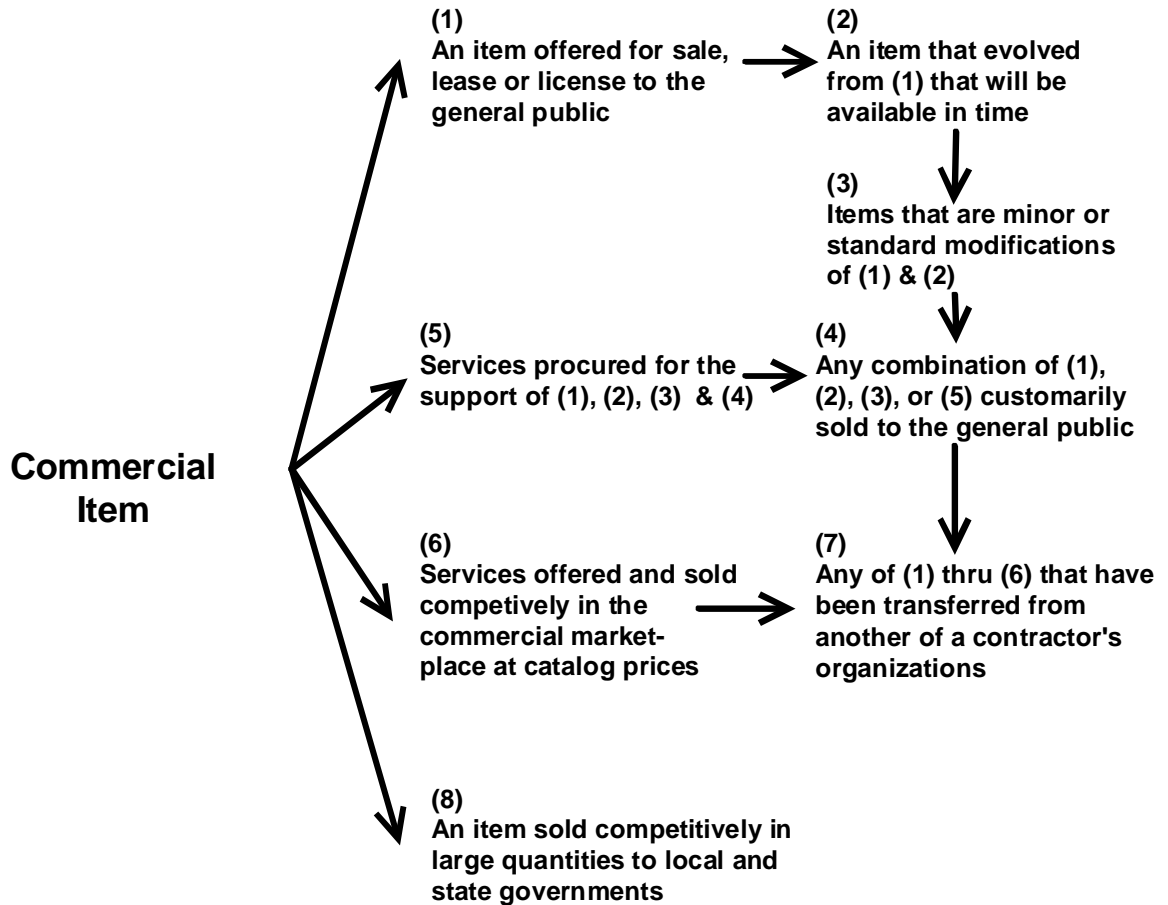 (1)
An item offered for sale,
lease or license to the
general public
(2)
An item that evolved
from (1) that will be
available in time
(3)
Items that are minor or
standard modifications
of (1) & (2)
(5)
Services procured for the
support of (1), (2), (3) & (4)
(4)
Any combination of (1),
(2), (3), or (5) customarily
sold to the general public
Commercial
Item
(6)
Services offered and sold
competively in the
commercial market-
place at catalog prices
(7)
Any of (1) thru (6) that have
been transferred from
another of a contractor's
organizations
(8)
An item sold competitively in
large quantities to local and
state governments